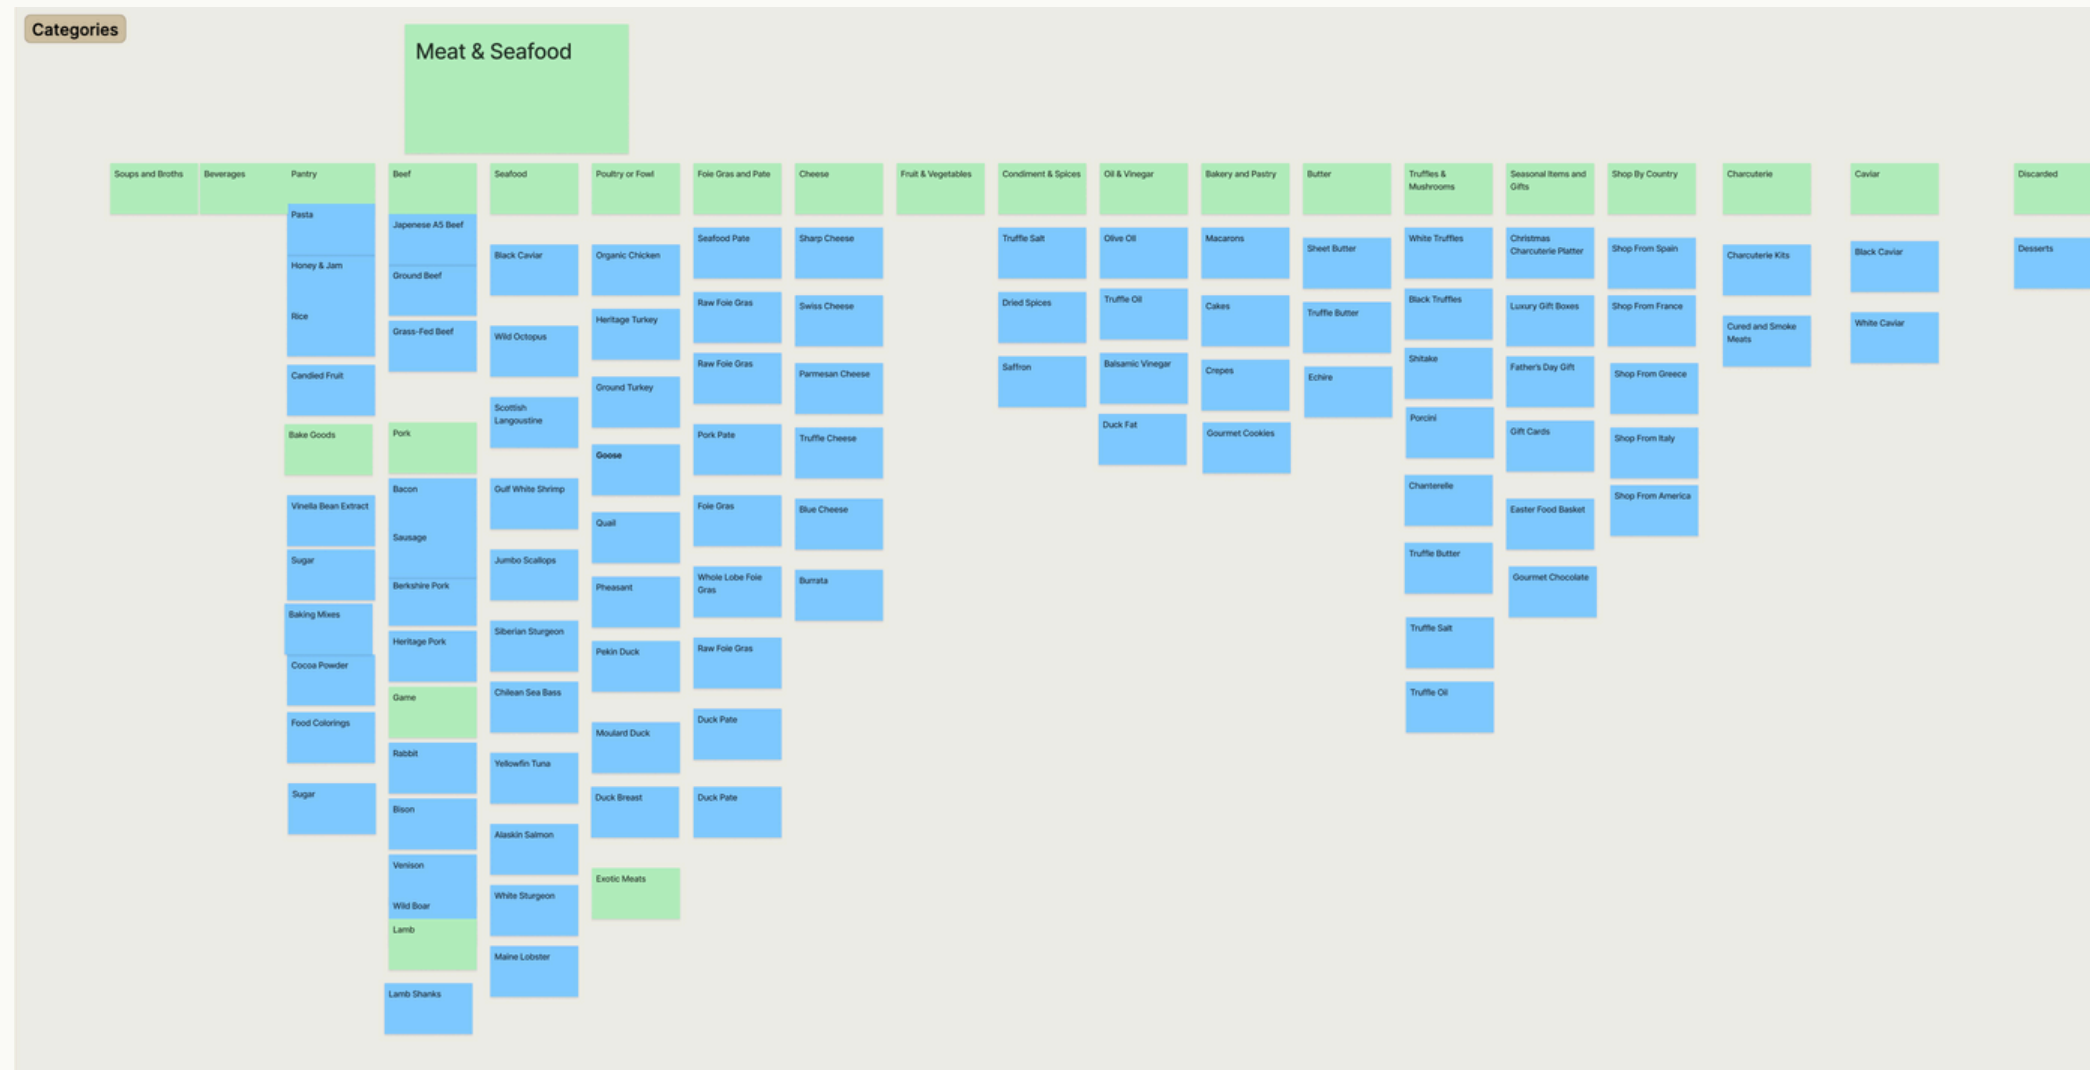 Categories
Meat & Seafood
Soups and Broths
Beverages
Pantry
Pasta
Honey & Jam
Rice
Candied Fruit
Bake Goods
Vinella Bean Extract
Sugar
Baking Mixes
Cocoa Powder
Food Colorings
Sugar
Beef
Japenese A5 Beef
Ground Beef
Grass-Fed Beef
Pork
Bacon
Sausage
Berkshire Pork
Heritage Pork
Game
Rabbit
Bison
Venison
Wild Boar
Lamb
Lamb Shanks
Seafood
Black Caviar
Wild Octopus
Scottish
Langoustine
Gulf White Shrimp
Jumbo Scallops
Siberian Sturgeon
Chilean Sea Bass
Yellowfin Tuna
Alaskin Salmon
White Sturgeon
Maine Lobster
Poultry or Fowl
Organic Chicken
Heritage Turkey
Ground Turkey
Goose
Quail
Pheasant
Pekin Duck
Moulard Duck
Duck Breast
Exotic Meats
Foie Gras and Pate
Seafood Pate
Raw Foie Gras
Raw Foie Gras
Pork Pate
Foie Gras
Whole Lobe Foie
Gras
Raw Foie Gras
Duck Pate
Duck Pate
Cheese
Sharp Cheese
Swiss Cheese
Parmesan Cheese
Truffle Cheese
Blue Cheese
Burrata
Fruit & Vegetables
Condiment & Spices
Truffle Salt
Dried Spices
Saffron
Oil & Vinegar
Olive Oil
Truffle Oil
Balsamic Vinegar
Duck Fat
Bakery and Pastry
Macarons
Cakes
Crepes
Gourmet Cookies
Butter
Sheet Butter
Truffle Butter
Echire
Truffles &
Mushrooms
White Truffles
Black Truffles
Shitake
Porcini
Chanterelle
Truffle Butter
Truffle Salt
Truffle Oil
Seasonal Items and
Gifts
Christmas
Charcuterie Platter
Luxury Gift Boxes
Father's Day Gift
Gift Cards
Easter Food Basket
Gourmet Chocolate
Shop By Country
Shop From Spain
Shop From France
Shop From Greece
Shop From Italy
Shop From America
Charcuterie
Charcuterie Kits
Cured and Smoke
Meats
Caviar
Black Caviar
White Caviar
Discarded
Desserts